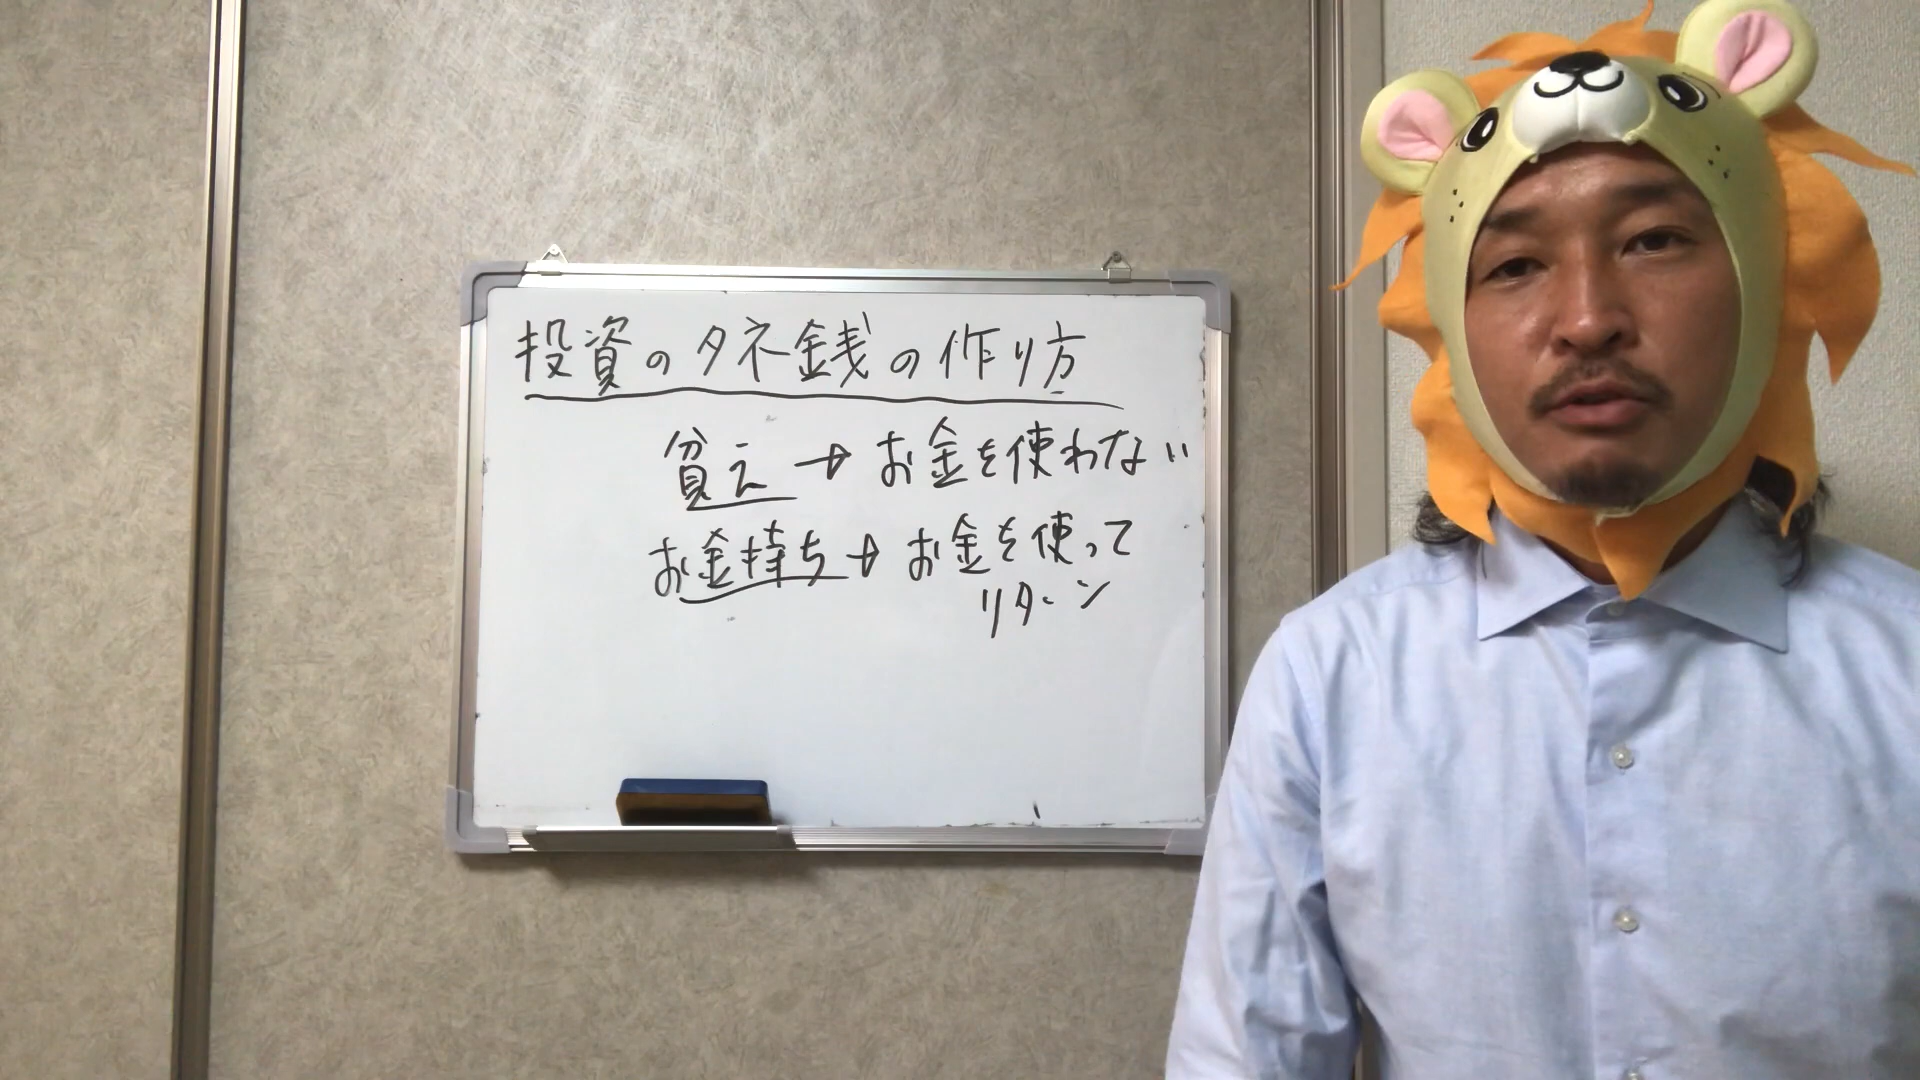 投資のタネ銭の作り方
貧乏→お金を使わない
お金持ち→お金を使って
リターン